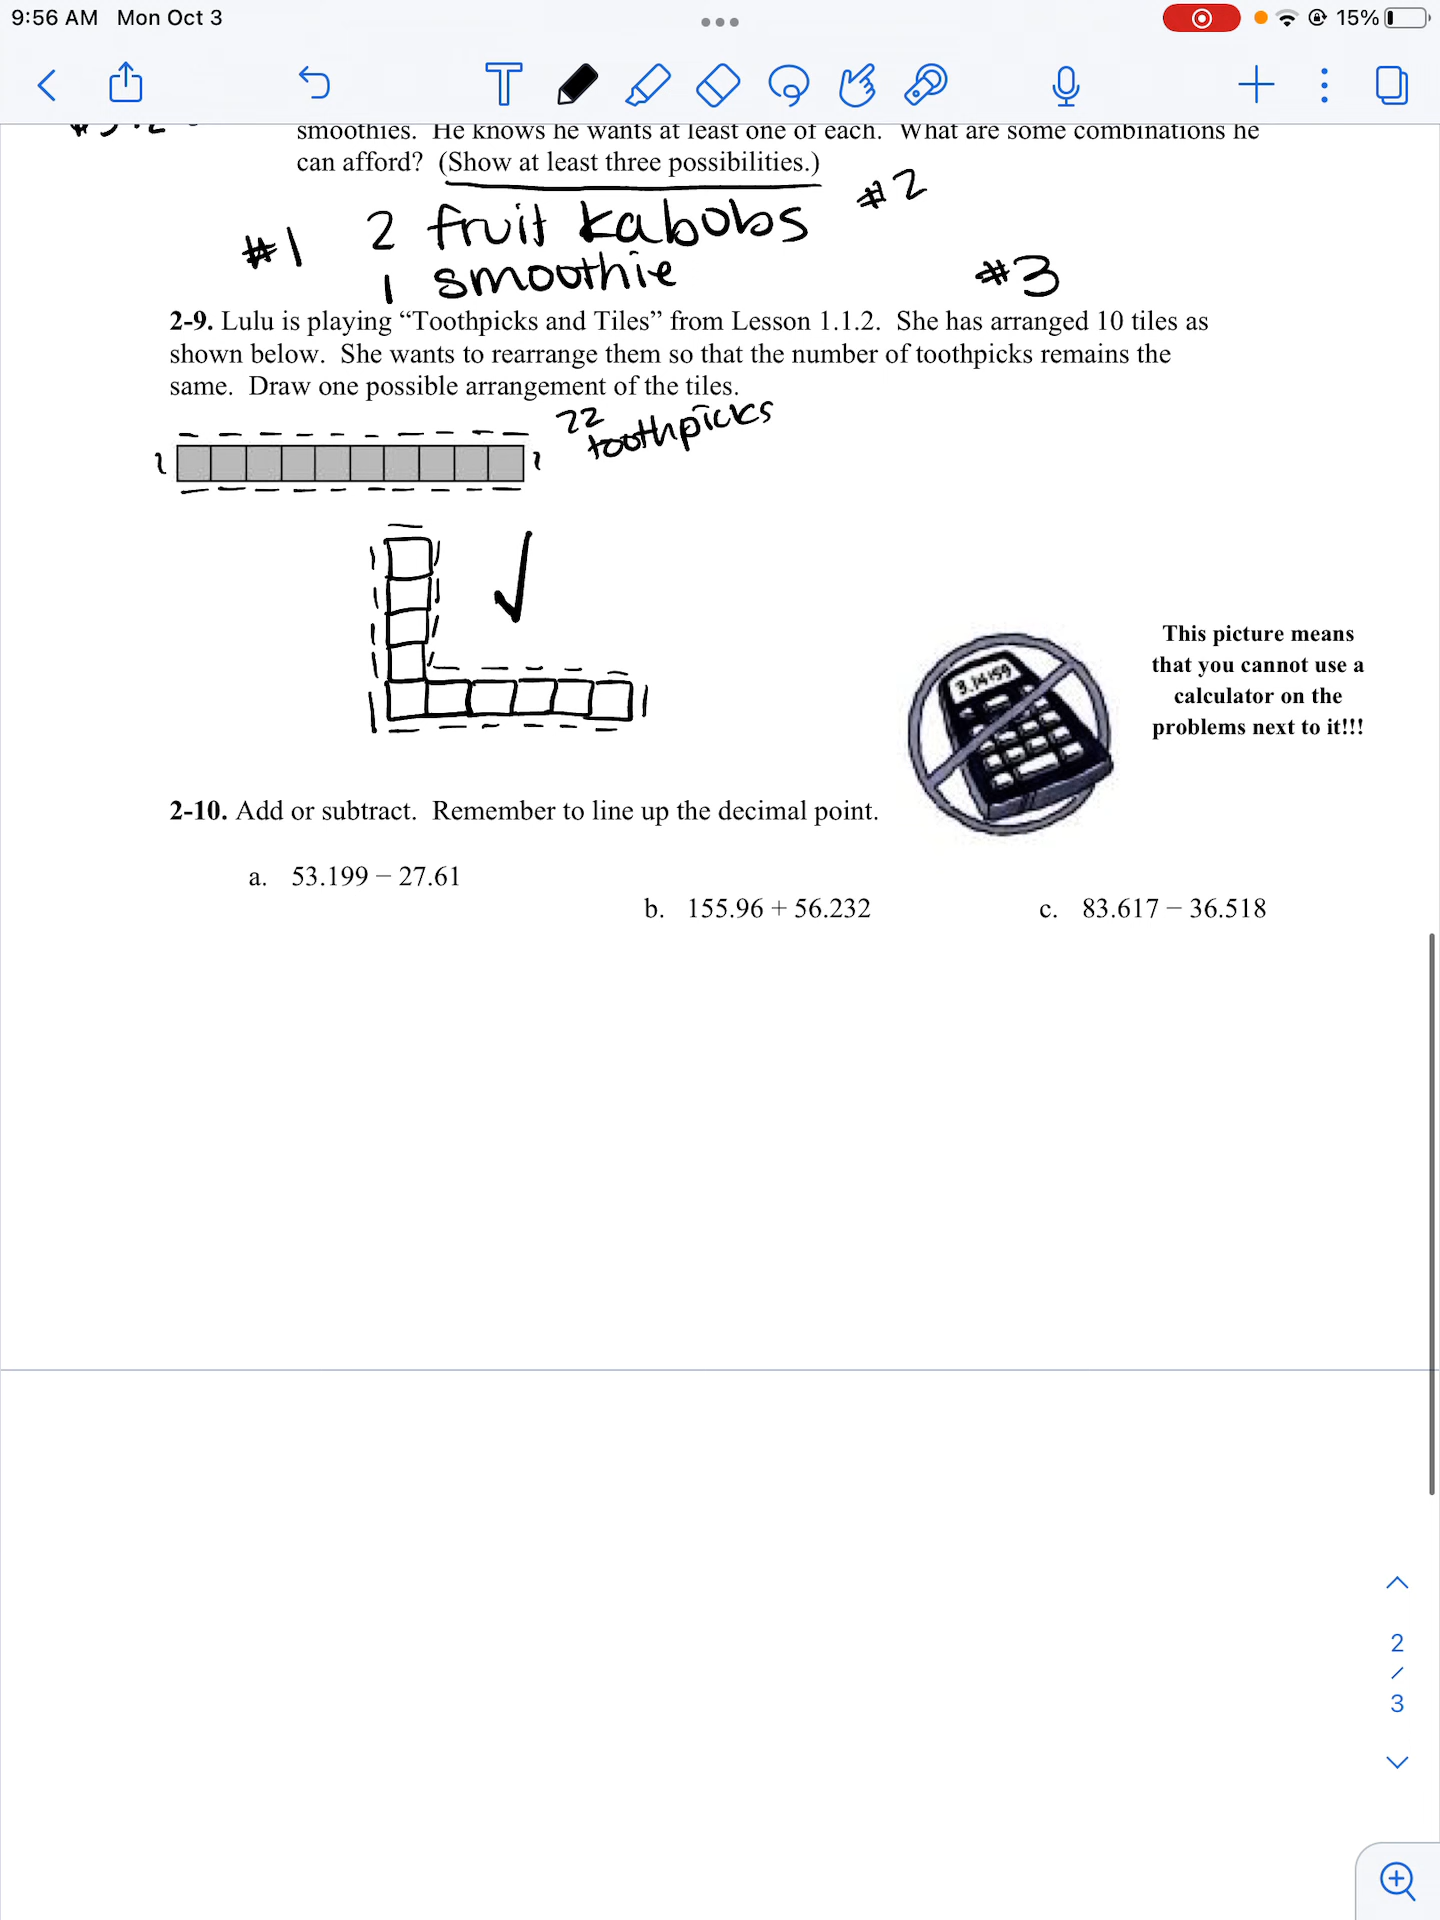 9:56 AM Mon Oct 3
15%
smoothies. He knows he wants at least one of each. What are some combinations he
can afford? (Show at least three possibilities.)
#2
#1 2 fruit kabobs
1 smoothie
#3
2-9. Lulu is playing “Toothpicks and Tiles” from Lesson 1.1.2. She has arranged 10 tiles as
shown below. She wants to rearrange them so that the number of toothpicks remains the
same. Draw one possible arrangement of the tiles.
22
toothpicks
3.14159
This picture means
that you cannot use a
calculator on the
problems next to it!!!
2-10. Add or subtract. Remember to line up the decimal point.
a. 53.199 − 27.61
b. 155.96 + 56.232
c. 83.617 − 36.518
2
/
3